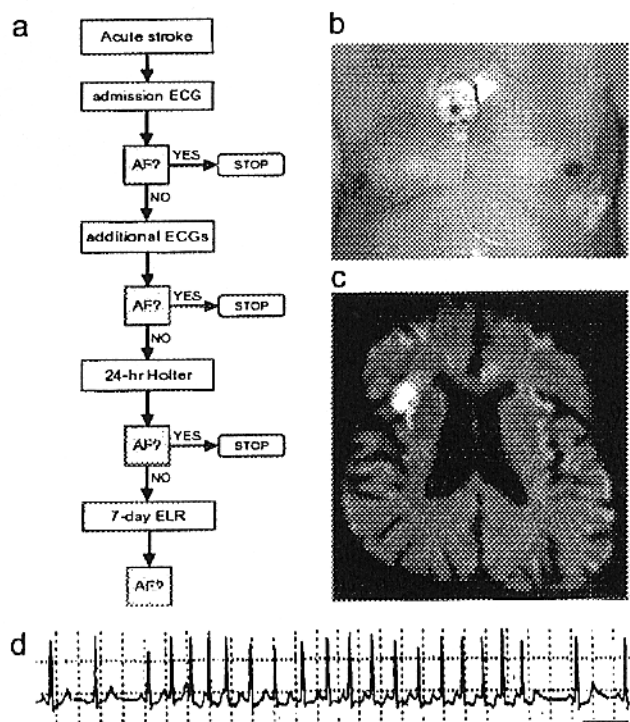 a
Acute stroke
admission ECG
AF?
YES
STOP
NO
additional ECGs
AF?
YES
STOP
NO
24-hr Holter
AF?
YES
STOP
NO
7-day ELR
AF?
b
c
d